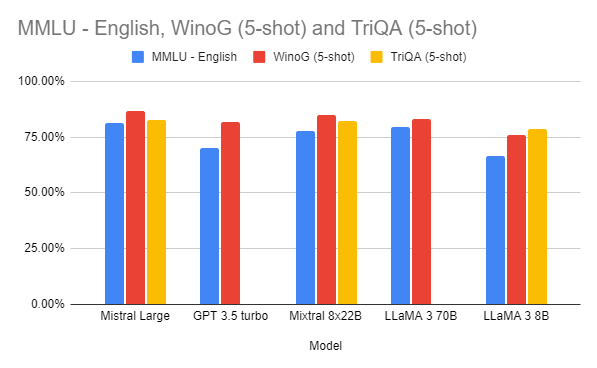 MMLU - English, WinoG (5-shot) and TriQA (5-shot)
MMLU - English WinoG (5-shot) TriQA (5-shot)
100.00%
75.00%
50.00%
25.00%
0.00%
Mistral Large GPT 3.5 turbo Mixtral 8x22B LLaMA 3 70B LLaMA 3 8B
Model